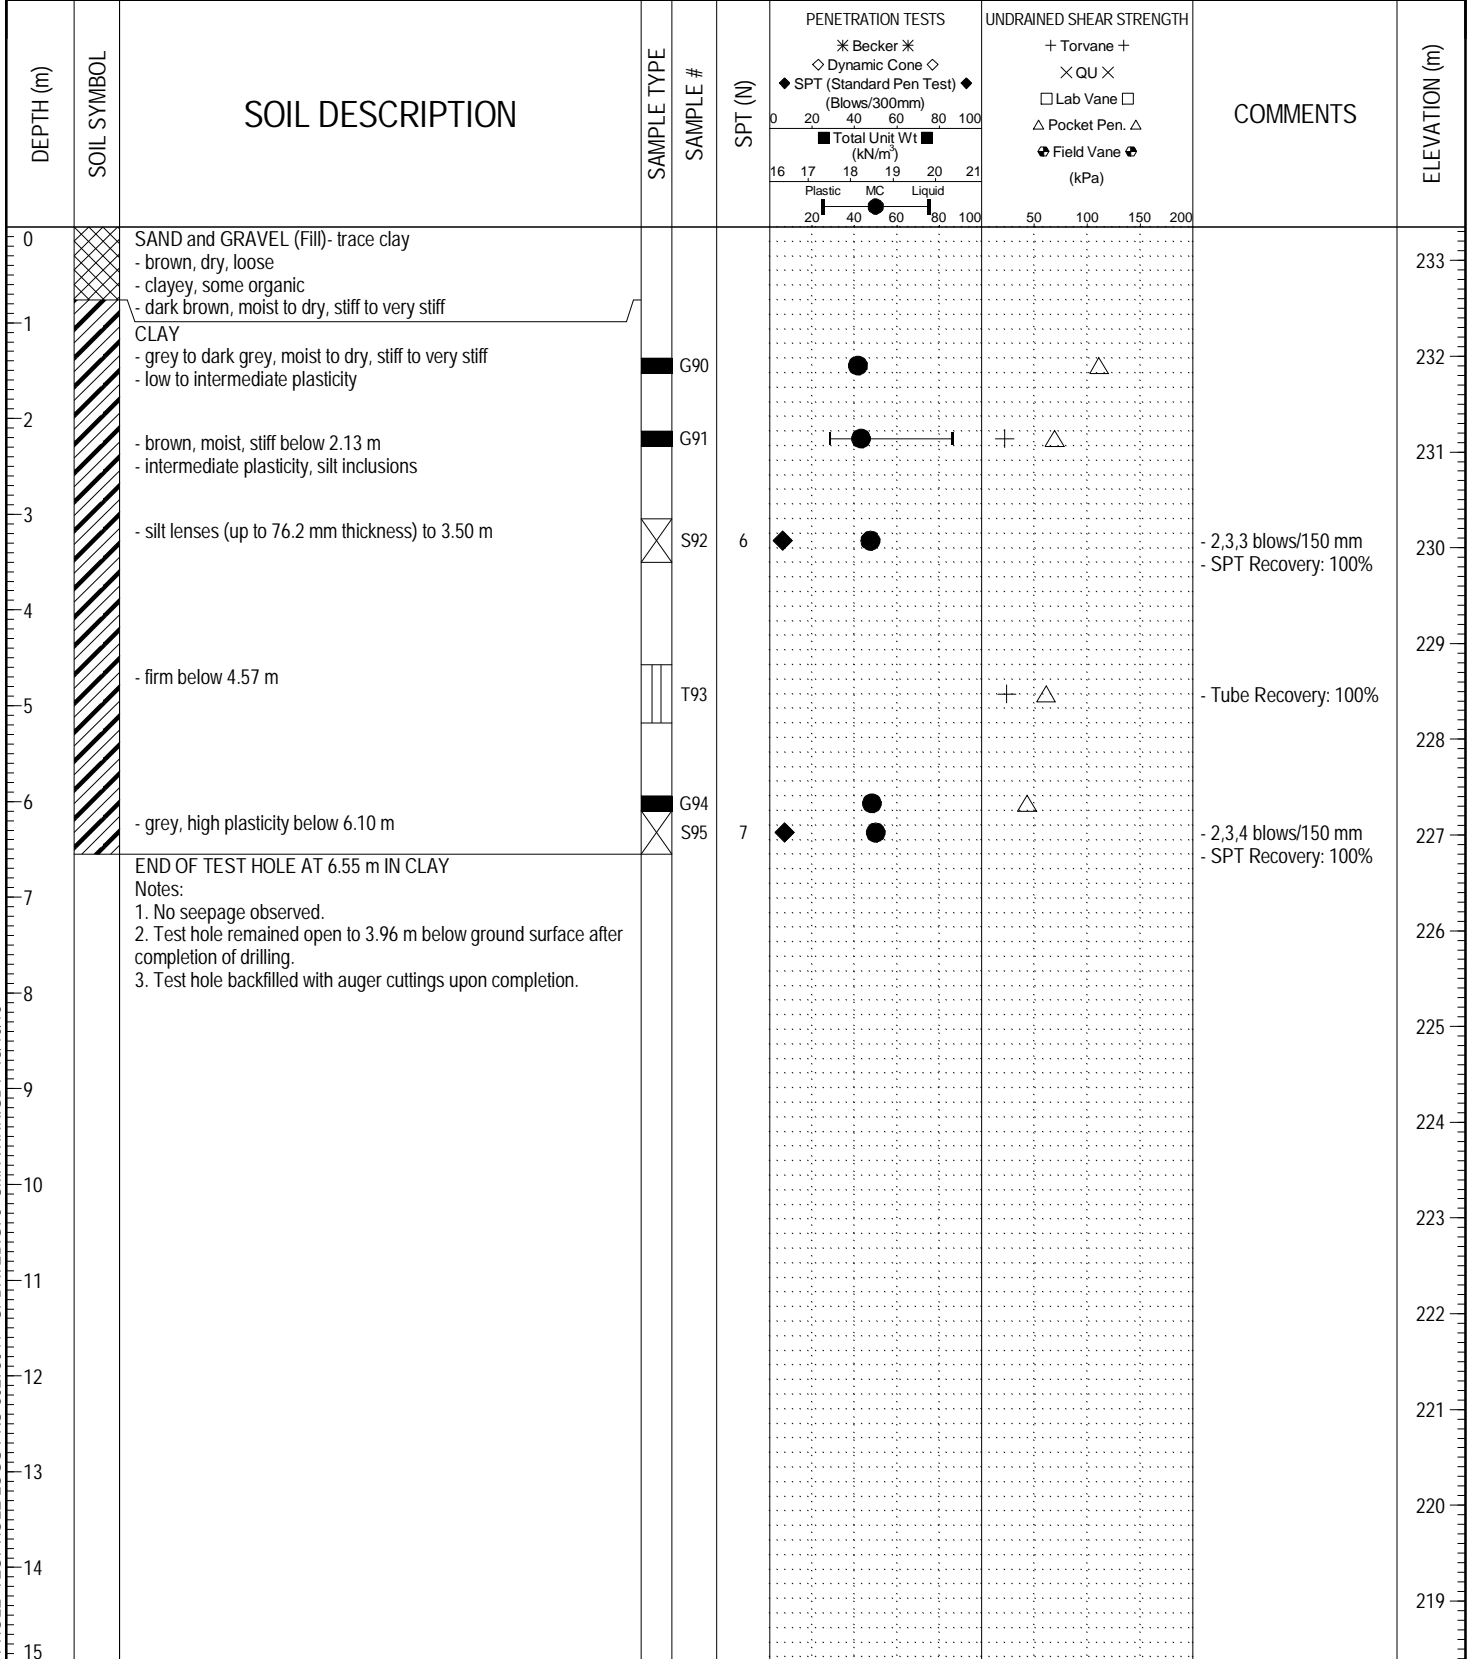 DEPTH (m)
SOIL SYMBOL
SOIL DESCRIPTION
SAMPLE TYPE
SAMPLE #
SPT (N)
PENETRATION TESTS
✳ Becker ✳
◇ Dynamic Cone ◇
◆ SPT (Standard Pen Test) ◆
(Blows/300mm)
0 20 40 60 80 100
■ Total Unit Wt ■
(kN/m³)
16 17 18 19 20 21
Plastic MC Liquid
20 40 60 80 100
UNDRAINED SHEAR STRENGTH
+ Torvane +
× QU ×
□ Lab Vane □
△ Pocket Pen. △
Field Vane
(kPa)
50 100 150 200
COMMENTS
ELEVATION (m)
0
SAND and GRAVEL (Fill)- trace clay
- brown, dry, loose
233
- clayey, some organic
- dark brown, moist to dry, stiff to very stiff
1
CLAY
- grey to dark grey, moist to dry, stiff to very stiff
232
G90
- low to intermediate plasticity
2
- brown, moist, stiff below 2.13 m
G91
231
- intermediate plasticity, silt inclusions
3
- silt lenses (up to 76.2 mm thickness) to 3.50 m
S92 6
- 2,3,3 blows/150 mm
230
- SPT Recovery: 100%
4
229
- firm below 4.57 m
T93
- Tube Recovery: 100%
5
228
6
G94
- grey, high plasticity below 6.10 m
S95 7
- 2,3,4 blows/150 mm
227
- SPT Recovery: 100%
END OF TEST HOLE AT 6.55 m IN CLAY
Notes:
7
1. No seepage observed.
2. Test hole remained open to 3.96 m below ground surface after
226
completion of drilling.
3. Test hole backfilled with auger cuttings upon completion.
8
225
9
224
10
223
11
222
12
221
13
220
14
219
15